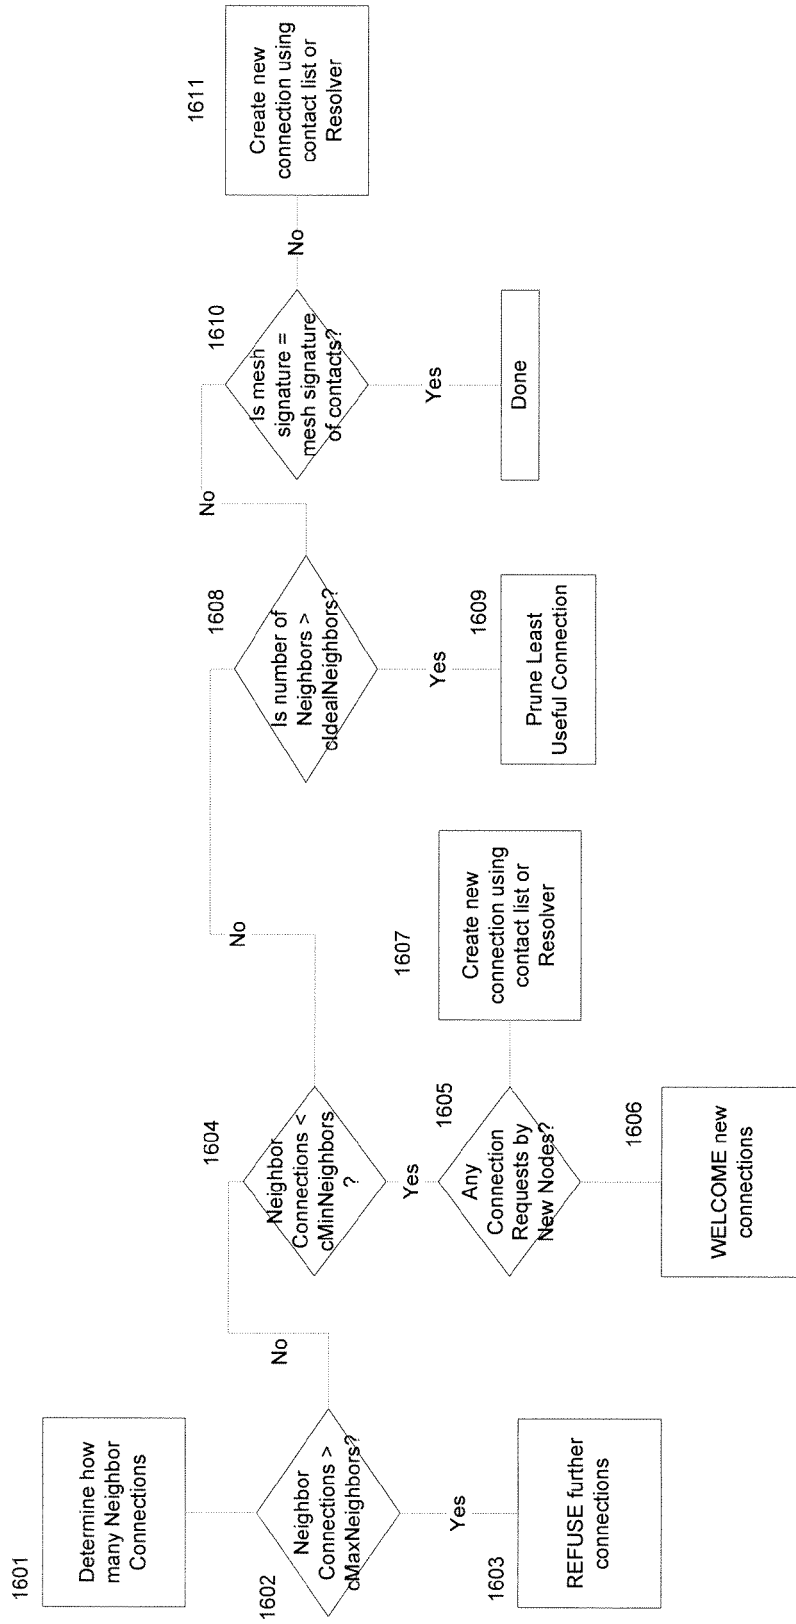 1601
Determine how
many Neighbor
Connections
1602
Neighbor
Connections >
cMaxNeighbors?
Yes
1603
REFUSE further
connections
No
1604
Neighbor
Connections <
cMinNeighbors
?
Yes
1605
Any
Connection
Requests by
New Nodes?
1606
WELCOME new
connections
1607
Create new
connection using
contact list or
Resolver
No
1608
Is number of
Neighbors >
cIdealNeighbors?
Yes
1609
Prune Least
Useful Connection
No
1610
Is mesh
signature =
mesh signature
of contacts?
Yes
Done
No
1611
Create new
connection using
contact list or
Resolver